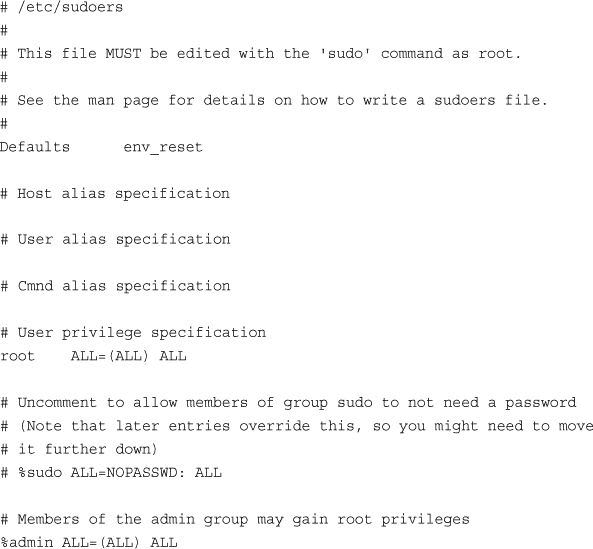 # /etc/sudoers
#
# This file MUST be edited with the 'sudo' command as root.
#
# See the man page for details on how to write a sudoers file.
#
Defaults      env_reset
# Host alias specification
# User alias specification
# Cmnd alias specification
# User privilege specification
root    ALL=(ALL) ALL
# Uncomment to allow members of group sudo to not need a password
# (Note that later entries override this, so you might need to move
# it further down)
# %sudo ALL=NOPASSWD: ALL
# Members of the admin group may gain root privileges
%admin ALL=(ALL) ALL